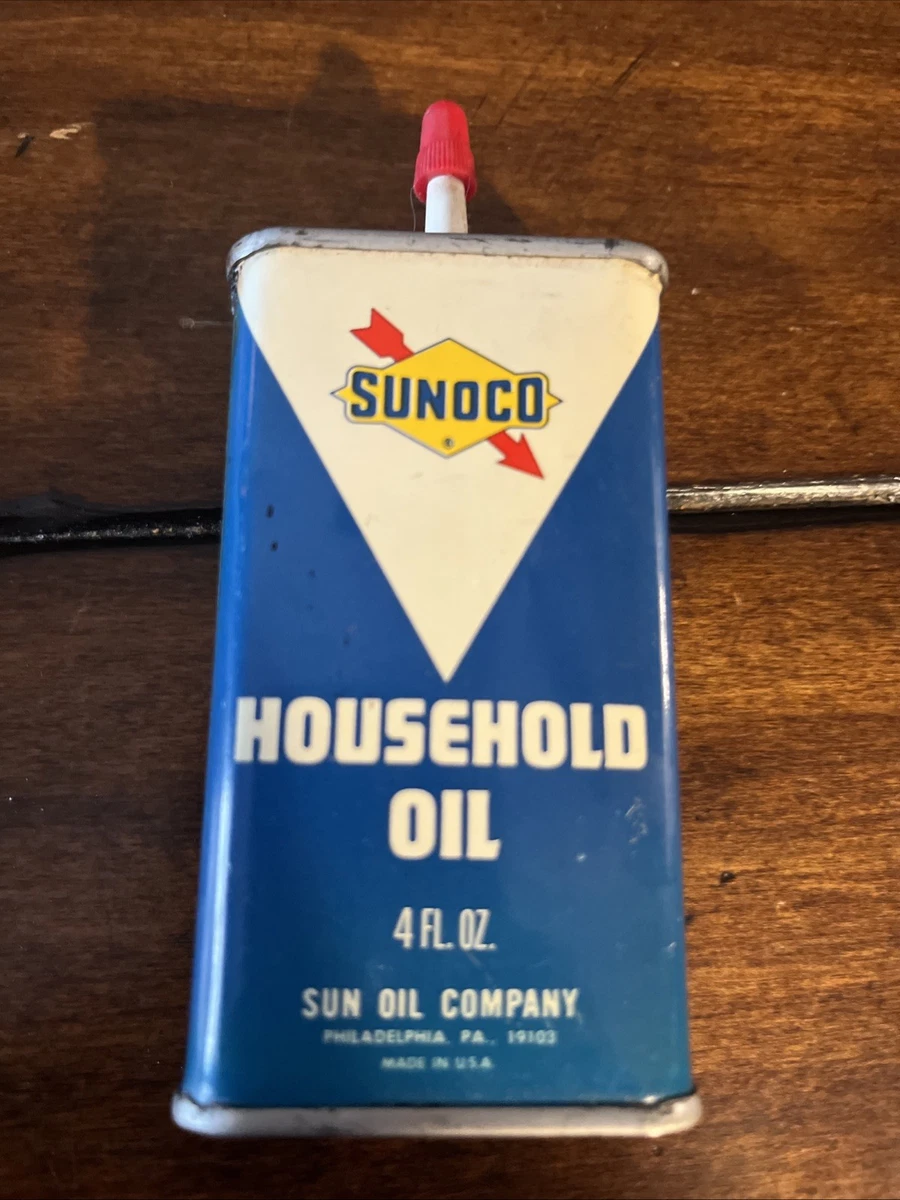 SUNOCO
®
HOUSEHOLD
OIL
4 FL. OZ.
SUN OIL COMPANY
PHILADELPHIA, PA., 19103
MADE IN U.S.A.